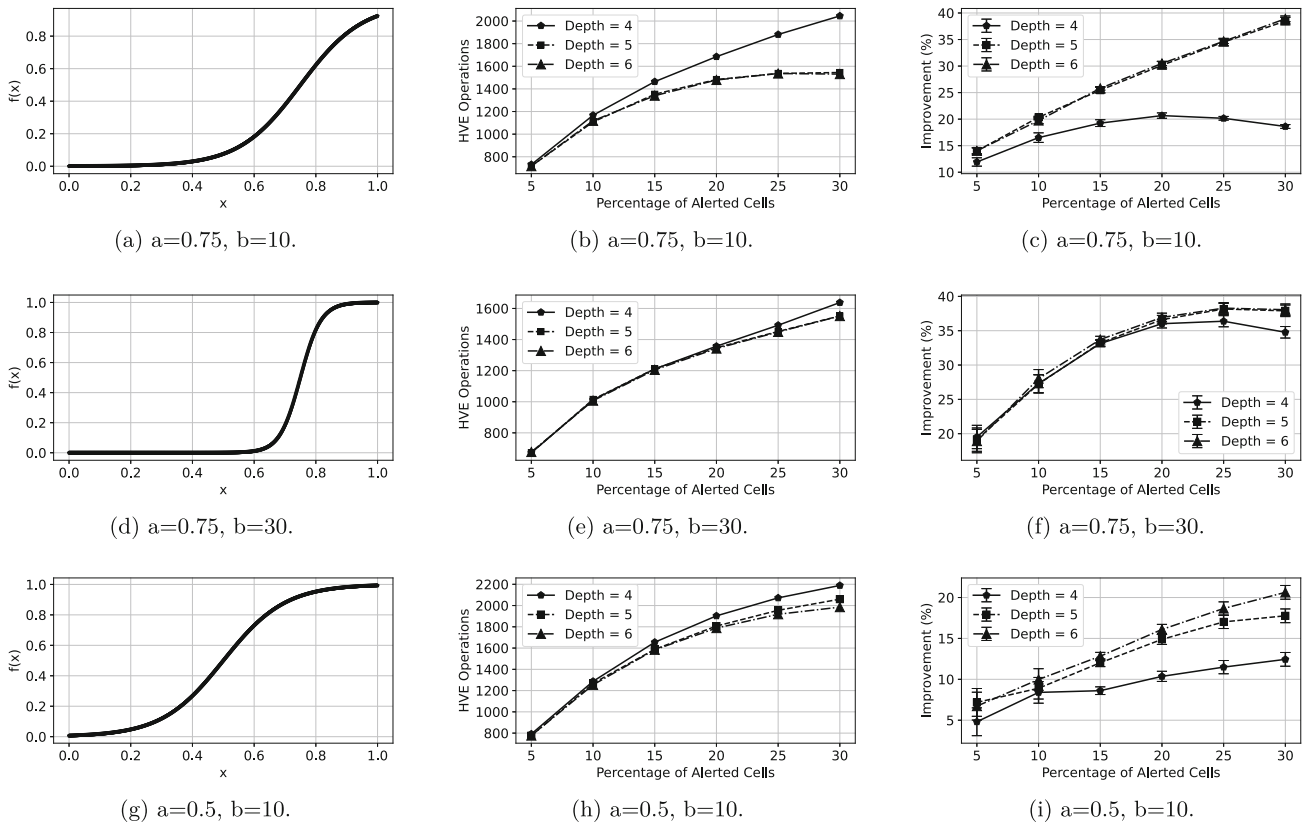 f(x)
0.8
0.6
0.4
0.2
0.0
0.0 0.2 0.4 0.6 0.8 1.0
x
(a) a=0.75, b=10.
HVE Operations
2000
1800
1600
1400
1200
1000
800
Depth = 4
Depth = 5
Depth = 6
5 10 15 20 25 30
Percentage of Alerted Cells
(b) a=0.75, b=10.
Improvement (%)
40
35
30
25
20
15
10
Depth = 4
Depth = 5
Depth = 6
5 10 15 20 25 30
Percentage of Alerted Cells
(c) a=0.75, b=10.
f(x)
1.0
0.8
0.6
0.4
0.2
0.0
0.0 0.2 0.4 0.6 0.8 1.0
x
(d) a=0.75, b=30.
HVE Operations
1600
1400
1200
1000
800
Depth = 4
Depth = 5
Depth = 6
5 10 15 20 25 30
Percentage of Alerted Cells
(e) a=0.75, b=30.
Improvement (%)
40
35
30
25
20
Depth = 4
Depth = 5
Depth = 6
5 10 15 20 25 30
Percentage of Alerted Cells
(f) a=0.75, b=30.
f(x)
1.0
0.8
0.6
0.4
0.2
0.0
0.0 0.2 0.4 0.6 0.8 1.0
x
(g) a=0.5, b=10.
HVE Operations
2200
2000
1800
1600
1400
1200
1000
800
Depth = 4
Depth = 5
Depth = 6
5 10 15 20 25 30
Percentage of Alerted Cells
(h) a=0.5, b=10.
Improvement (%)
20
15
10
5
Depth = 4
Depth = 5
Depth = 6
5 10 15 20 25 30
Percentage of Alerted Cells
(i) a=0.5, b=10.